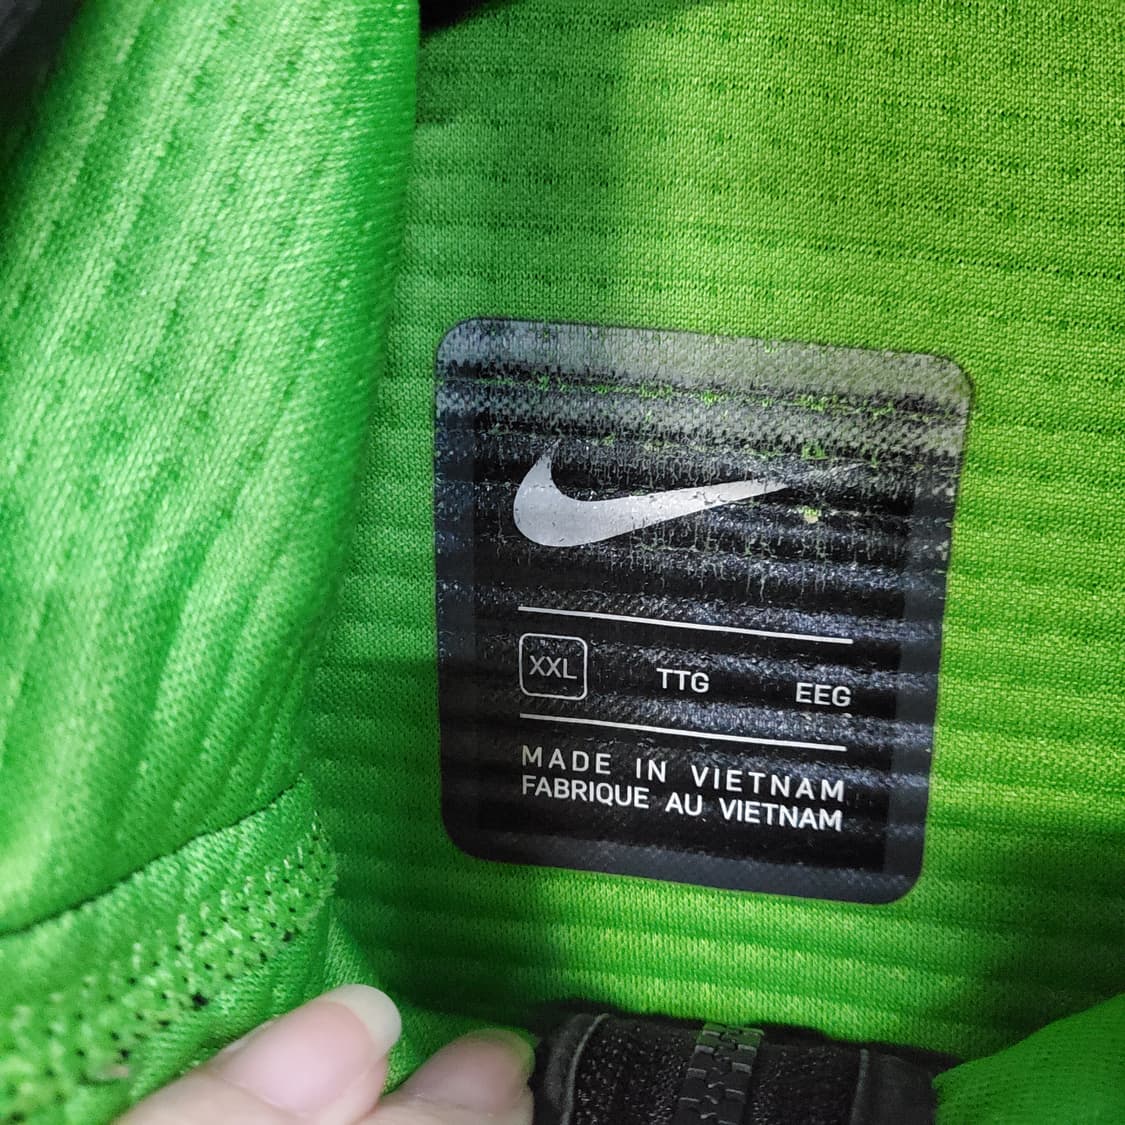 XXL TTG EEG
MADE IN VIETNAM
FABRIQUE AU VIETNAM